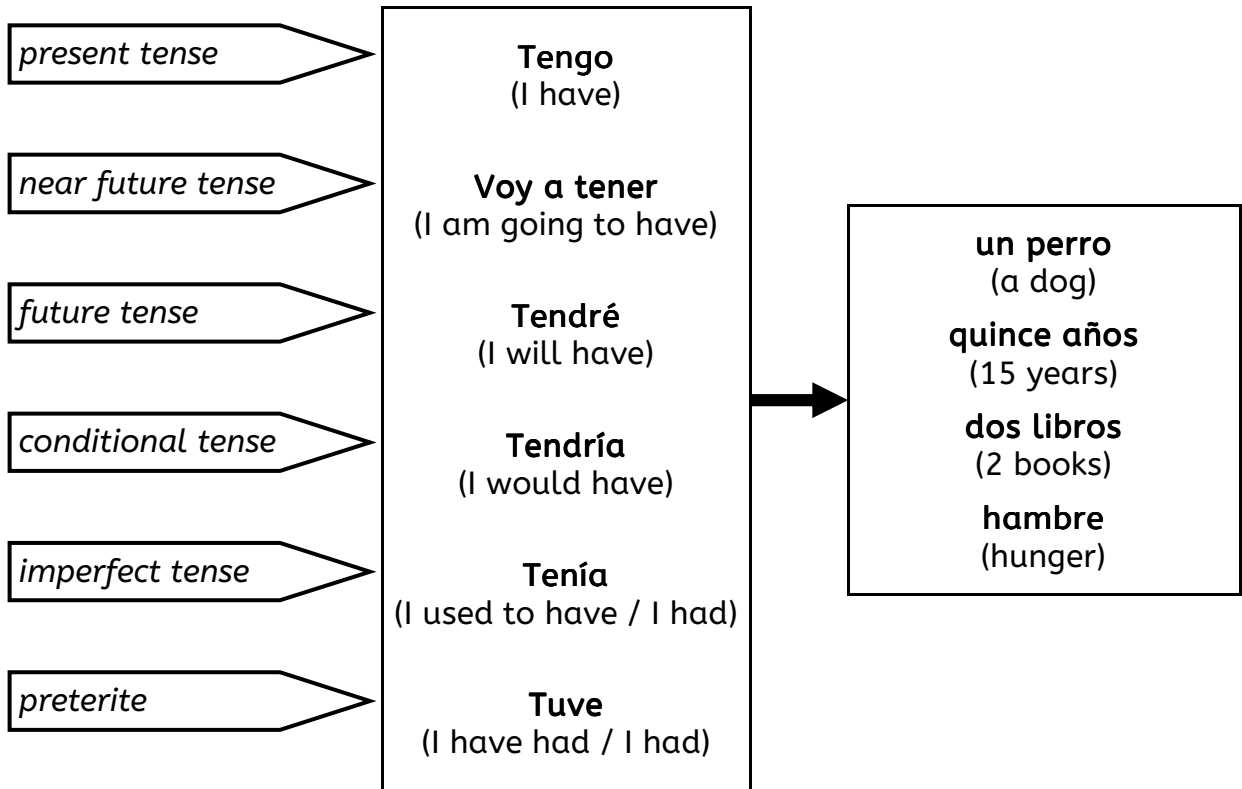 present tense
Tengo
(I have)
near future tense
Voy a tener
(I am going to have)
future tense
Tendré
(I will have)
conditional tense
Tendría
(I would have)
imperfect tense
Tenía
(I used to have / I had)
preterite
Tuve
(I have had / I had)
un perro
(a dog)
quince años
(15 years)
dos libros
(2 books)
hambre
(hunger)